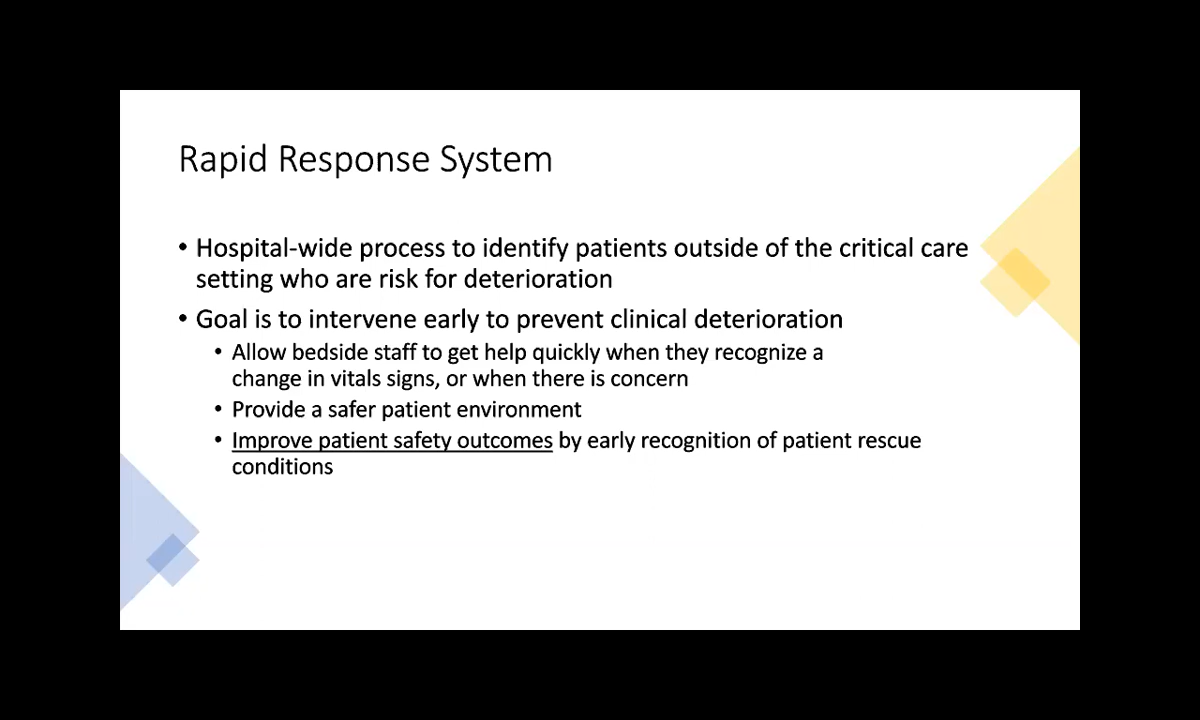 Rapid Response System
• Hospital-wide process to identify patients outside of the critical care
setting who are risk for deterioration
• Goal is to intervene early to prevent clinical deterioration
• Allow bedside staff to get help quickly when they recognize a
change in vitals signs, or when there is concern
• Provide a safer patient environment
• Improve patient safety outcomes by early recognition of patient rescue
conditions